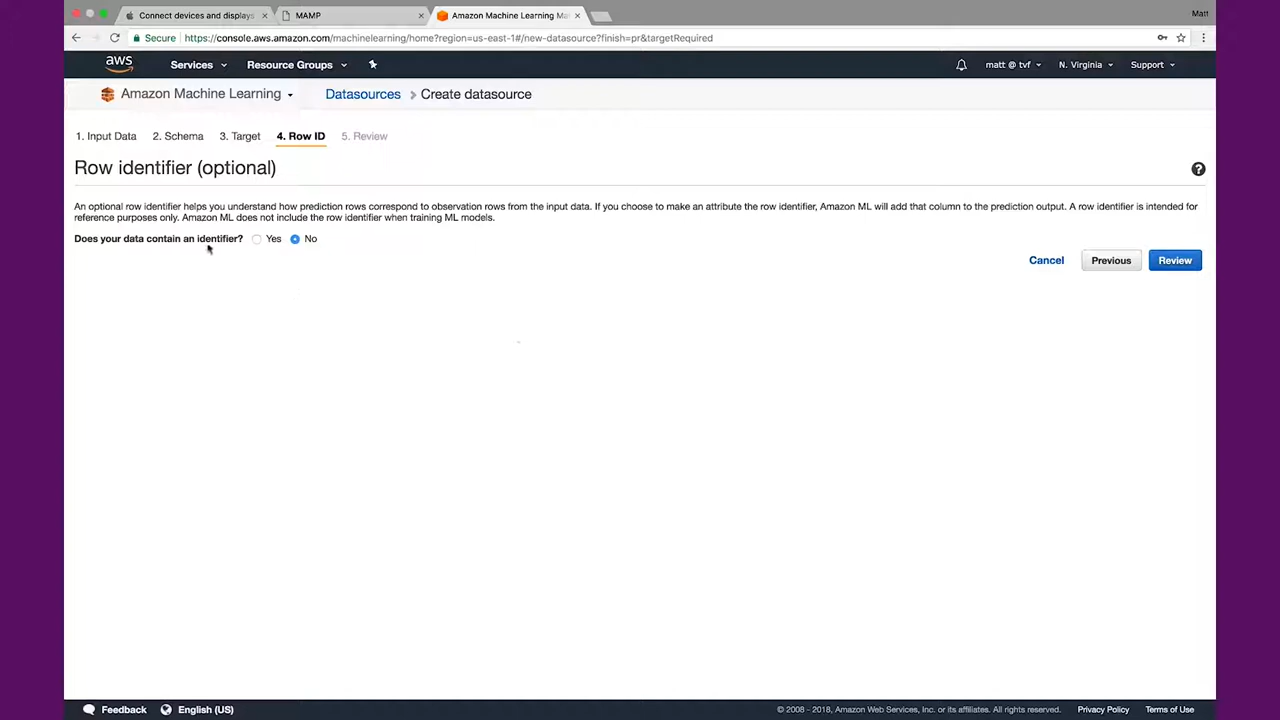 Connect devices and displays
MAMP
Amazon Machine Learning Ma
Matt
Secure https://console.aws.amazon.com/machinelearning/home?region=us-east-1#/new-datasource?finish=pr&targetRequired
aws Services Resource Groups matt @ tvf N. Virginia Support
Amazon Machine Learning Datasources > Create datasource
1. Input Data 2. Schema 3. Target 4. Row ID 5. Review
Row identifier (optional)
An optional row identifier helps you understand how prediction rows correspond to observation rows from the input data. If you choose to make an attribute the row identifier, Amazon ML will add that column to the prediction output. A row identifier is intended for
reference purposes only. Amazon ML does not include the row identifier when training ML models.
Does your data contain an identifier? Yes No
Cancel Previous Review
Feedback English (US) © 2008 - 2018, Amazon Web Services, Inc. or its affiliates. All rights reserved. Privacy Policy Terms of Use